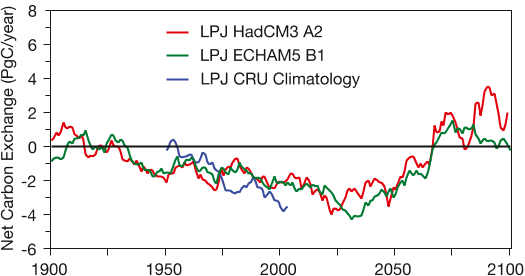 Net Carbon Exchange (PgC/year)
8
6
4
2
0
-2
-4
-6
LPJ HadCM3 A2
LPJ ECHAM5 B1
LPJ CRU Climatology
1900 1950 2000 2050 2100